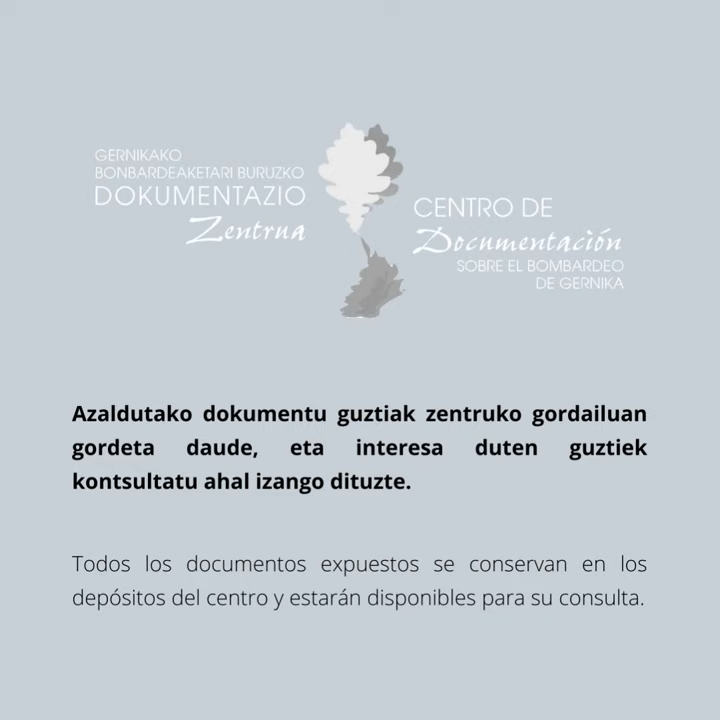 GERNIKAKO
BONBARDEAKETARI BURUZKO
DOKUMENTAZIO
Zentrua
CENTRO DE
Documentación
SOBRE EL BOMBARDEO
DE GERNIKA
Azaldutako dokumentu guztiak zentruko gordailuan
gordeta daude, eta interesa duten guztiek
kontsultatu ahal izango dituzte.
Todos los documentos expuestos se conservan en los
depósitos del centro y estarán disponibles para su consulta.